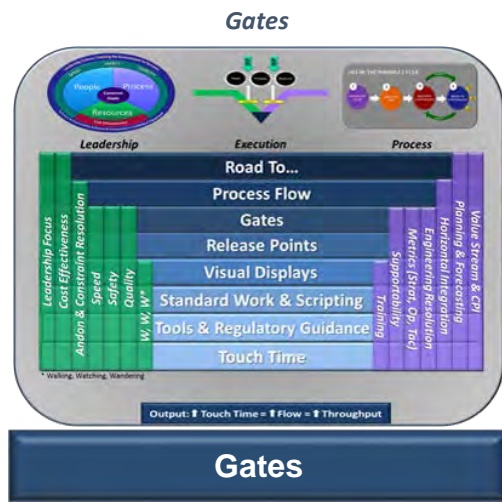 Gates
People
Process
Resources
Leadership
Execution
Process
Road To...
Process Flow
Gates
Release Points
Visual Displays
Standard Work & Scripting
Tools & Regulatory Guidance
Touch Time
Leadership Focus
Cost Effectiveness
Andon & Constraint Resolution
Speed
Safety
Quality
W, W, W*
Training
Supportability
Metrics (Strat, Op, Tac)
Engineering Resolution
Horizontal Integration
Planning & Forecasting
Value Stream & CPI
* Walking, Watching, Wandering
Output: ⬆ Touch Time = ⬆ Flow = ⬆ Throughput
Gates